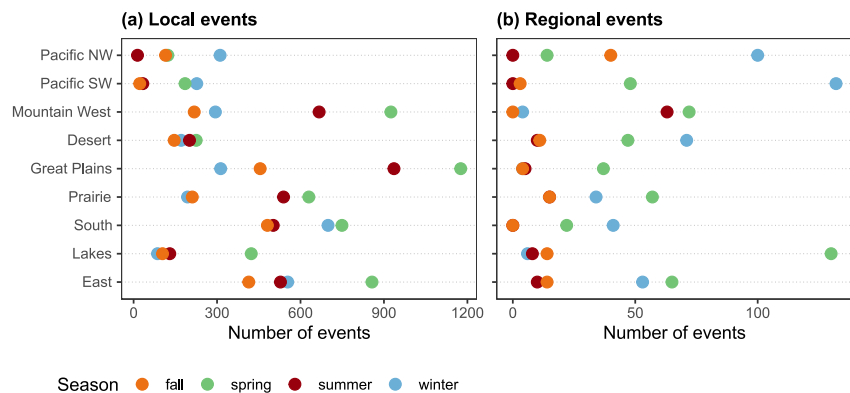 (a) Local events
(b) Regional events
Pacific NW
Pacific SW
Mountain West
Desert
Great Plains
Prairie
South
Lakes
East
0 300 600 900 1200
0 50 100
Number of events
Number of events
Season fall spring summer winter